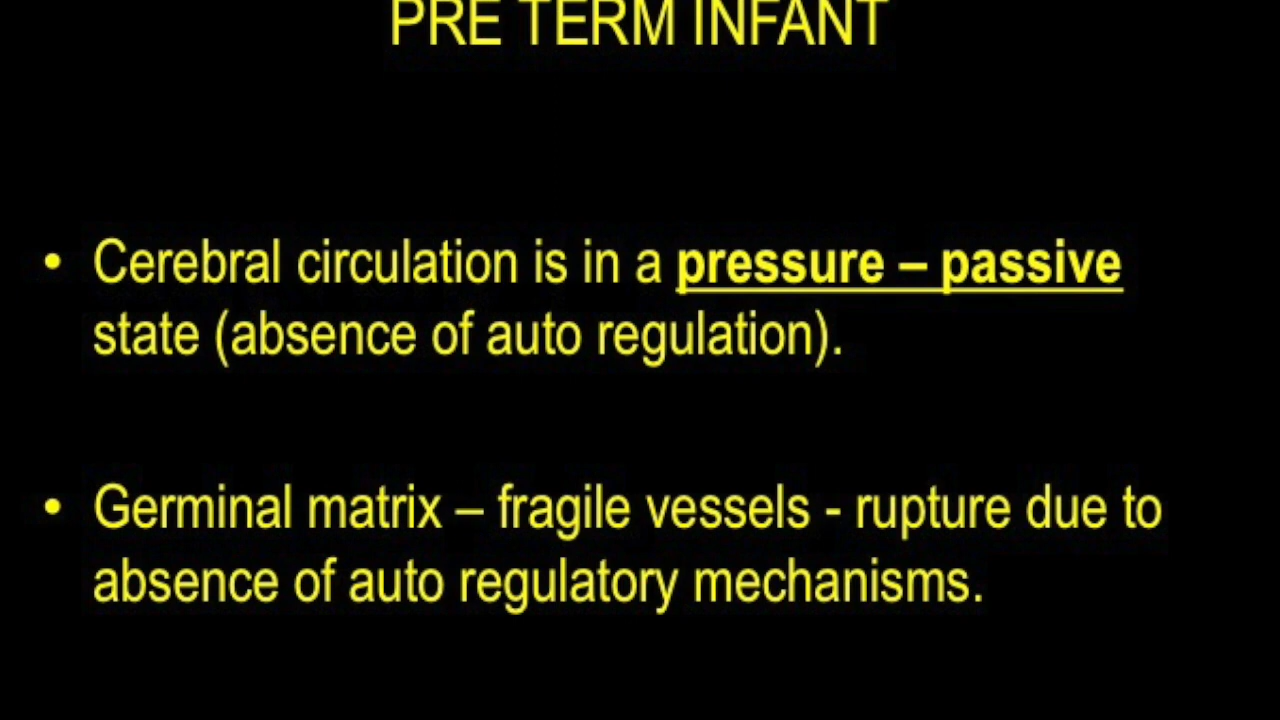 PRE TERM INFANT
• Cerebral circulation is in a pressure – passive
state (absence of auto regulation).
• Germinal matrix – fragile vessels - rupture due to
absence of auto regulatory mechanisms.